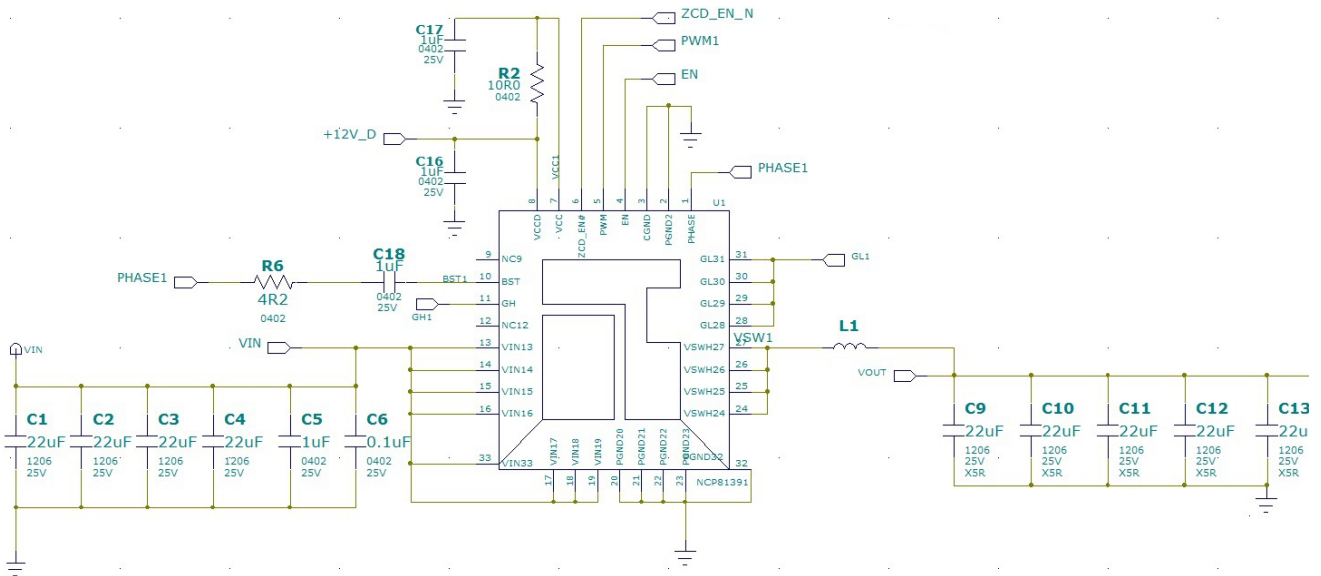 ZCD_EN_N
PWM1
EN
C17
1uF
0402
25V
R2
10R0
0402
+12V_D
C16
1uF
0402
25V
VCC1
PHASE1
U1
8
7
6
5
4
3
2
1
VCCD
VCC
ZCD_EN#
PWM
EN
CGND
PGND2
PHASE
PHASE1
R6
4R2
0402
C18
1uF
0402
25V
BST1
GH1
9
NC9
10
BST
11
GH
12
NC12
13
VIN13
14
VIN14
15
VIN15
16
VIN16
33
VIN33
GL31
31
GL30
30
GL29
29
GL28
28
VSWH27
27
VSWH26
26
VSWH25
25
VSWH24
24
PGND32
32
GL1
VSW1
L1
VOUT
VIN
VIN
VIN17
VIN18
VIN19
PGND20
PGND21
PGND22
PGND23
17
18
19
20
21
22
23
NCP81391
C1
22uF
1206
25V
C2
22uF
1206
25V
C3
22uF
1206
25V
C4
22uF
1206
25V
C5
1uF
0402
25V
C6
0.1uF
0402
25V
C9
22uF
1206
25V
X5R
C10
22uF
1206
25V
X5R
C11
22uF
1206
25V
X5R
C12
22uF
1206
25V
X5R
C13
22u
1206
25V
X5R